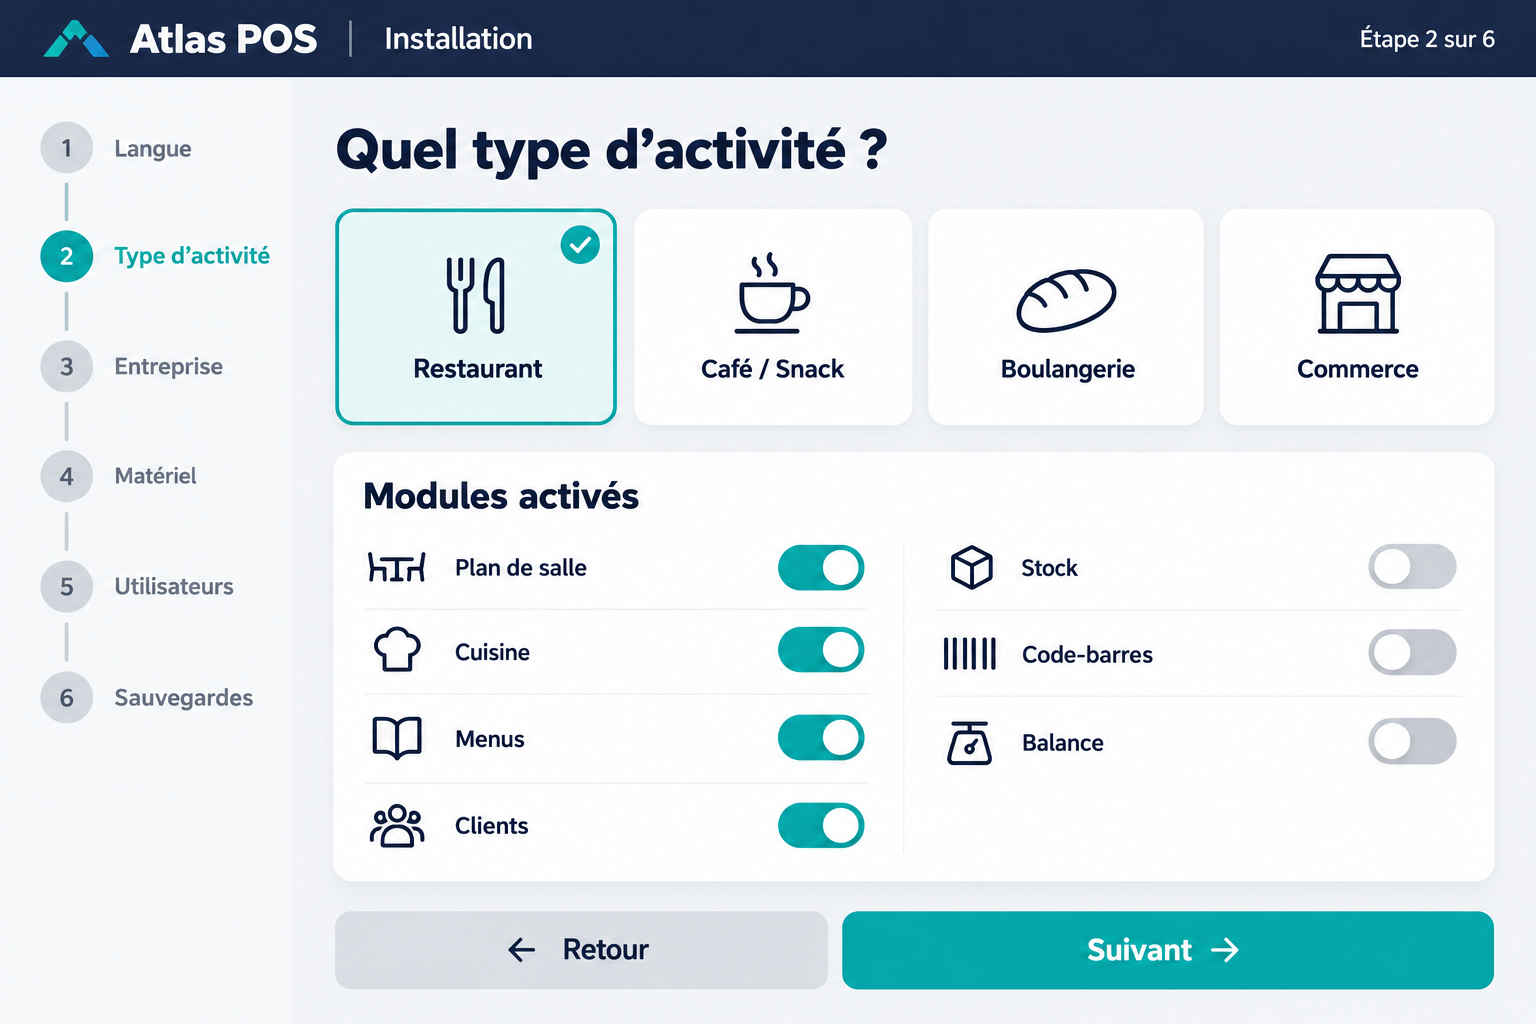 Atlas POS | Installation
Étape 2 sur 6
1 Langue
2 Type d’activité
3 Entreprise
4 Matériel
5 Utilisateurs
6 Sauvegardes
Quel type d’activité ?
Restaurant
Café / Snack
Boulangerie
Commerce
Modules activés
Plan de salle
Cuisine
Menus
Clients
Stock
Code-barres
Balance
← Retour
Suivant →